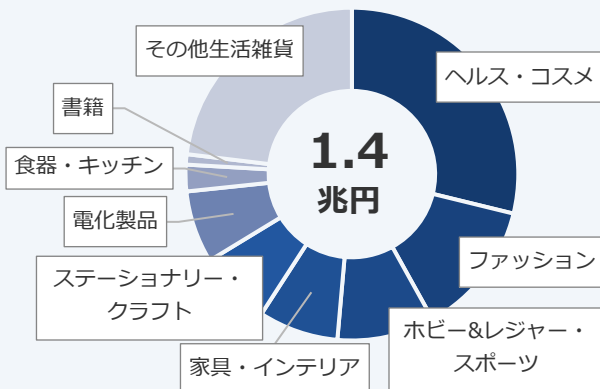 その他生活雑貨
ヘルス・コスメ
書籍
1.4
兆円
食器・キッチン
電化製品
ファッション
ステーショナリー・
クラフト
ホビー&レジャー・
スポーツ
家具・インテリア